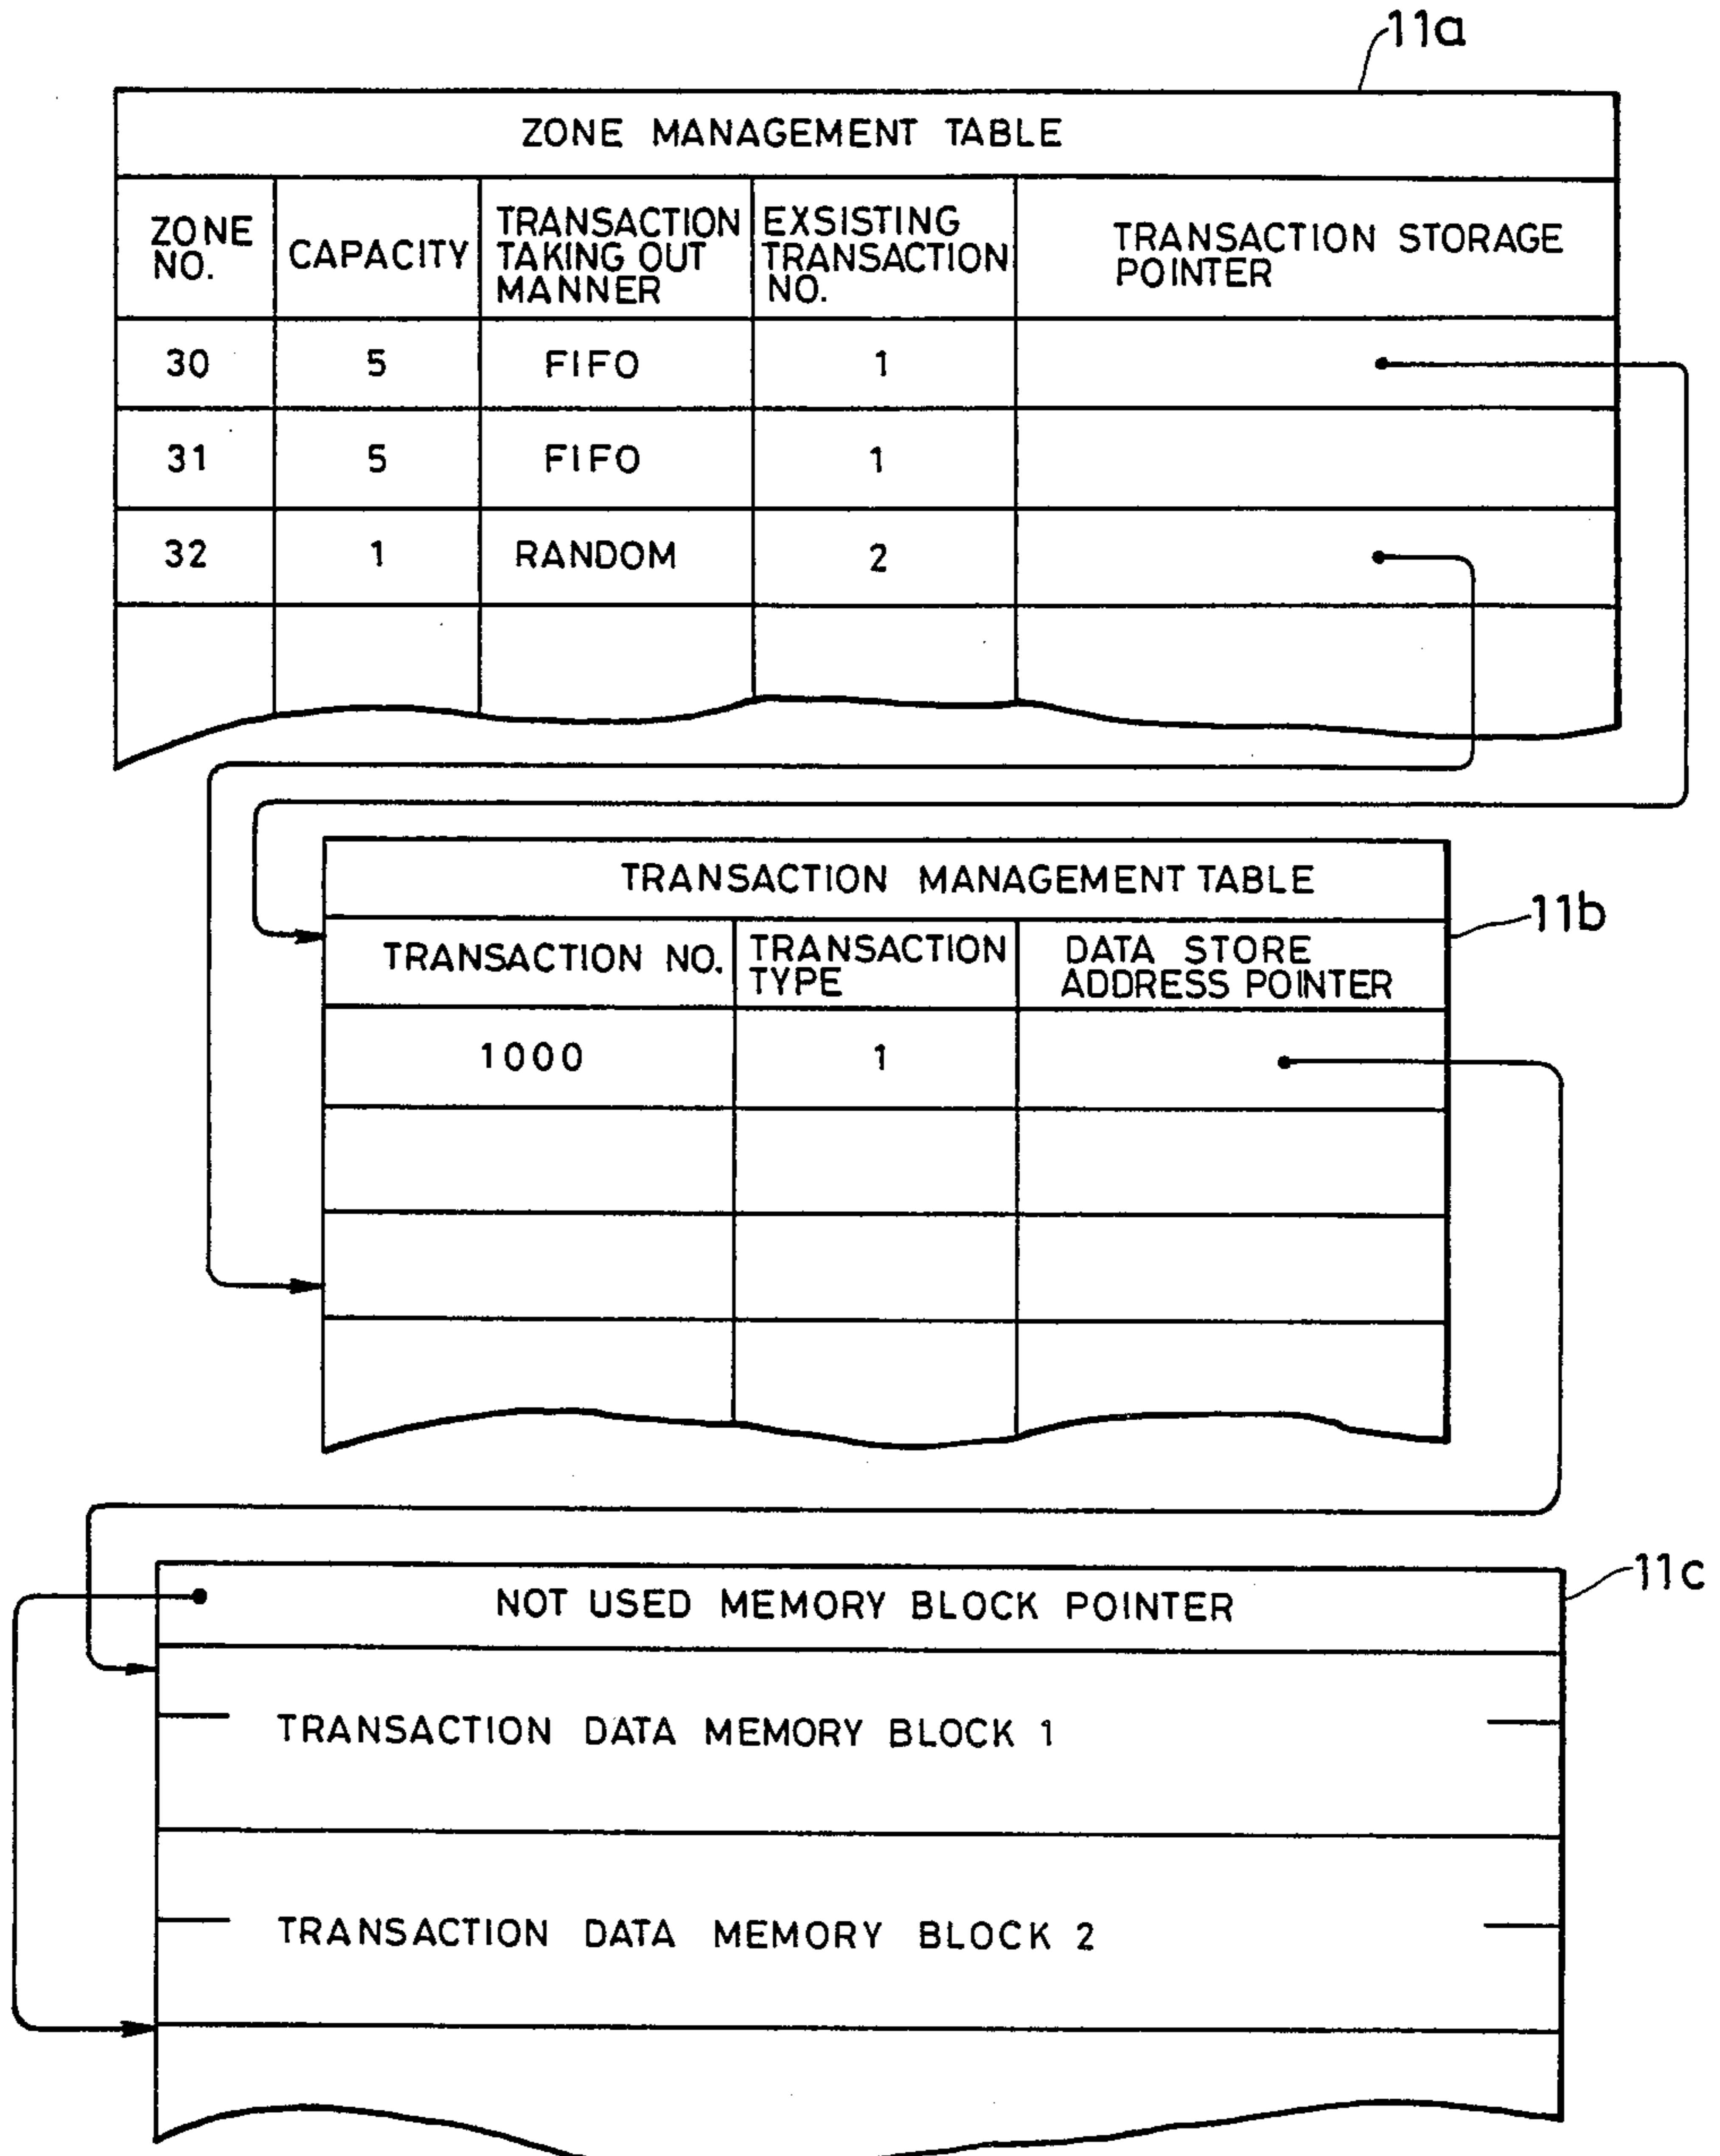 11a
ZONE MANAGEMENT TABLE
ZONE NO.
CAPACITY
TRANSACTION TAKING OUT MANNER
EXSISTING TRANSACTION NO.
TRANSACTION STORAGE POINTER
30 5 FIFO 1
31 5 FIFO 1
32 1 RANDOM 2
TRANSACTION MANAGEMENT TABLE
11b
TRANSACTION NO.
TRANSACTION TYPE
DATA STORE ADDRESS POINTER
1000 1
11c
NOT USED MEMORY BLOCK POINTER
TRANSACTION DATA MEMORY BLOCK 1
TRANSACTION DATA MEMORY BLOCK 2